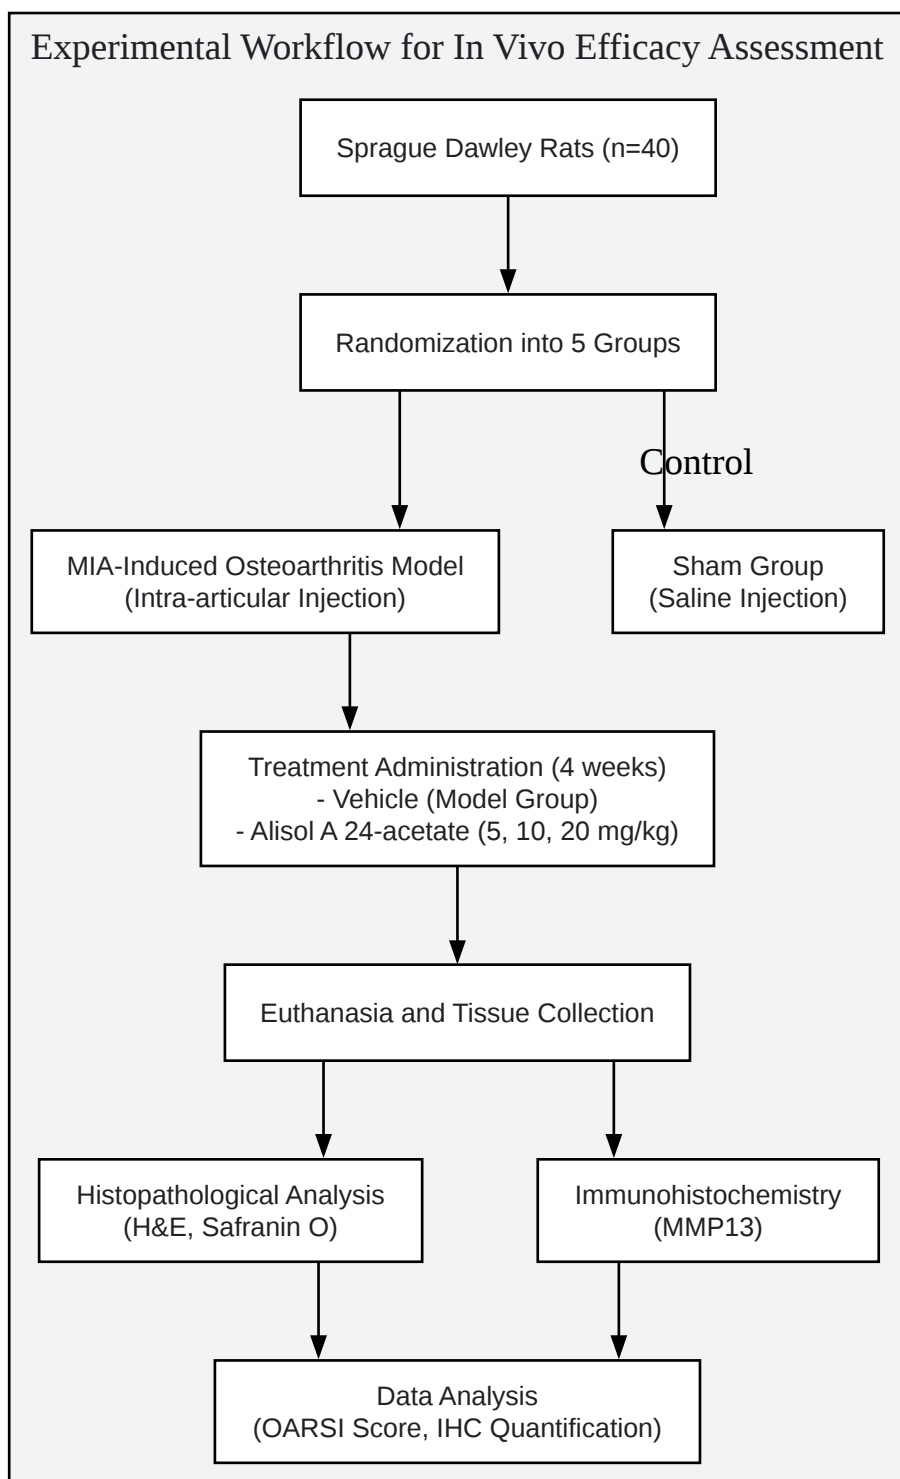 Experimental Workflow for In Vivo Efficacy Assessment
Sprague Dawley Rats (n=40)
Randomization into 5 Groups
Control
MIA-Induced Osteoarthritis Model
(Intra-articular Injection)
Sham Group
(Saline Injection)
Treatment Administration (4 weeks)
- Vehicle (Model Group)
- Alisol A 24-acetate (5, 10, 20 mg/kg)
Euthanasia and Tissue Collection
Histopathological Analysis
(H&E, Safranin O)
Immunohistochemistry
(MMP13)
Data Analysis
(OARSI Score, IHC Quantification)